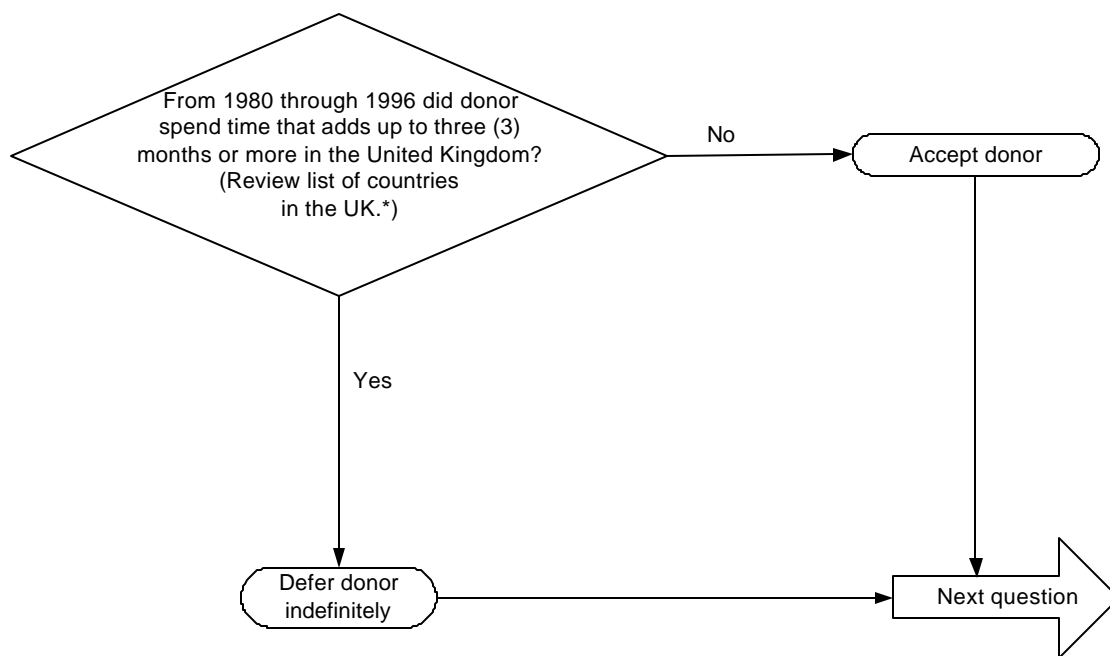 From 1980 through 1996 did donor
spend time that adds up to three (3)
months or more in the United Kingdom?
(Review list of countries
in the UK.*)
No
Accept donor
Yes
Defer donor
indefinitely
Next question